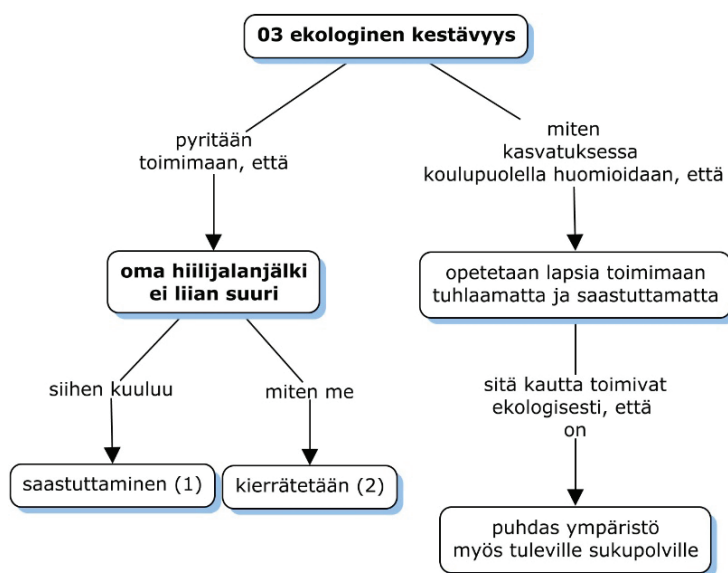 03 ekologinen kestävyys
pyritään
toimimaan, että
miten
kasvatuksessa
koulupuolella huomioidaan, että
oma hiilijalanjälki
ei liian suuri
opetetaan lapsia toimimaan
tuhlaamatta ja saastuttamatta
siihen kuuluu
miten me
sitä kautta toimivat
ekologisesti, että
on
saastuttaminen (1)
kierrätetään (2)
puhdas ympäristö
myös tuleville sukupolville